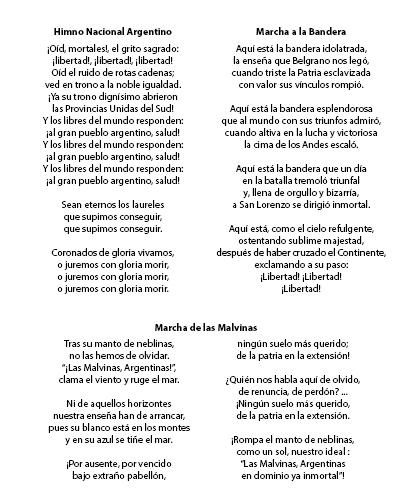 Himno Nacional Argentino
¡Oíd, mortales!, el grito sagrado:
¡libertad!, ¡libertad!, ¡libertad!
Oíd el ruido de rotas cadenas;
ved en trono a la noble igualdad.
¡Ya su trono dignísimo abrieron
las Provincias Unidas del Sud!
Y los libres del mundo responden:
¡al gran pueblo argentino, salud!
Y los libres del mundo responden:
¡al gran pueblo argentino, salud!
Y los libres del mundo responden:
¡al gran pueblo argentino, salud!
Sean eternos los laureles
que supimos conseguir,
que supimos conseguir.
Coronados de gloria vivamos,
o juremos con gloria morir,
o juremos con gloria morir,
o juremos con gloria morir.
Marcha a la Bandera
Aquí está la bandera idolatrada,
la enseña que Belgrano nos legó,
cuando triste la Patria esclavizada
con valor sus vínculos rompió.
Aquí está la bandera esplendorosa
que al mundo con sus triunfos admiró,
cuando altiva en la lucha y victoriosa
la cima de los Andes escaló.
Aquí está la bandera que un día
en la batalla tremoló triunfal
y, llena de orgullo y bizarría,
a San Lorenzo se dirigió inmortal.
Aquí está, como el cielo refulgente,
ostentando sublime majestad,
después de haber cruzado el Continente,
exclamando a su paso:
¡Libertad! ¡Libertad!
¡Libertad!
Marcha de las Malvinas
Tras su manto de neblinas,
no las hemos de olvidar.
"¡Las Malvinas, Argentinas!",
clama el viento y ruge el mar.
Ni de aquellos horizontes
nuestra enseña han de arrancar,
pues su blanco está en los montes
y en su azul se tiñe el mar.
¡Por ausente, por vencido
bajo extraño pabellón,
ningún suelo más querido;
de la patria en la extensión!
¿Quién nos habla aquí de olvido,
de renuncia, de perdón? ...
¡Ningún suelo más querido,
de la patria en la extensión.
¡Rompa el manto de neblinas,
como un sol, nuestro ideal :
"Las Malvinas, Argentinas
en dominio ya inmortal"!